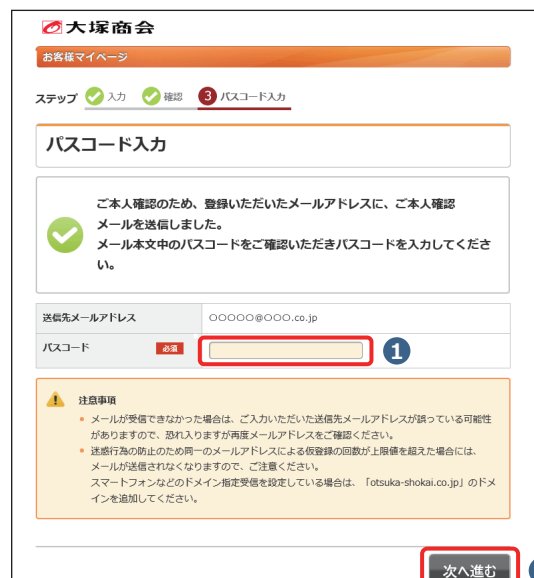 大塚商会
お客様マイページ
ステップ 入力 確認 3 パスコード入力
パスコード入力
ご本人確認のため、登録いただいたメールアドレスに、ご本人確認
メールを送信しました。
メール本文中のパスコードをご確認いただきパスコードを入力してくださ
い。
送信先メールアドレス ○○○○○@○○○.co.jp
パスコード 必須 1
注意事項
メールが受信できなかった場合は、ご入力いただいた送信先メールアドレスが誤っている可能性
がありますので、恐れ入りますが再度メールアドレスをご確認ください。
迷惑行為の防止のため同一のメールアドレスによる仮登録の回数が上限値を超えた場合には、
メールが送信されなくなりますので、ご注意ください。
スマートフォンなどのドメイン指定受信を設定している場合は、「otsuka-shokai.co.jp」のドメ
インを追加してください。
次へ進む